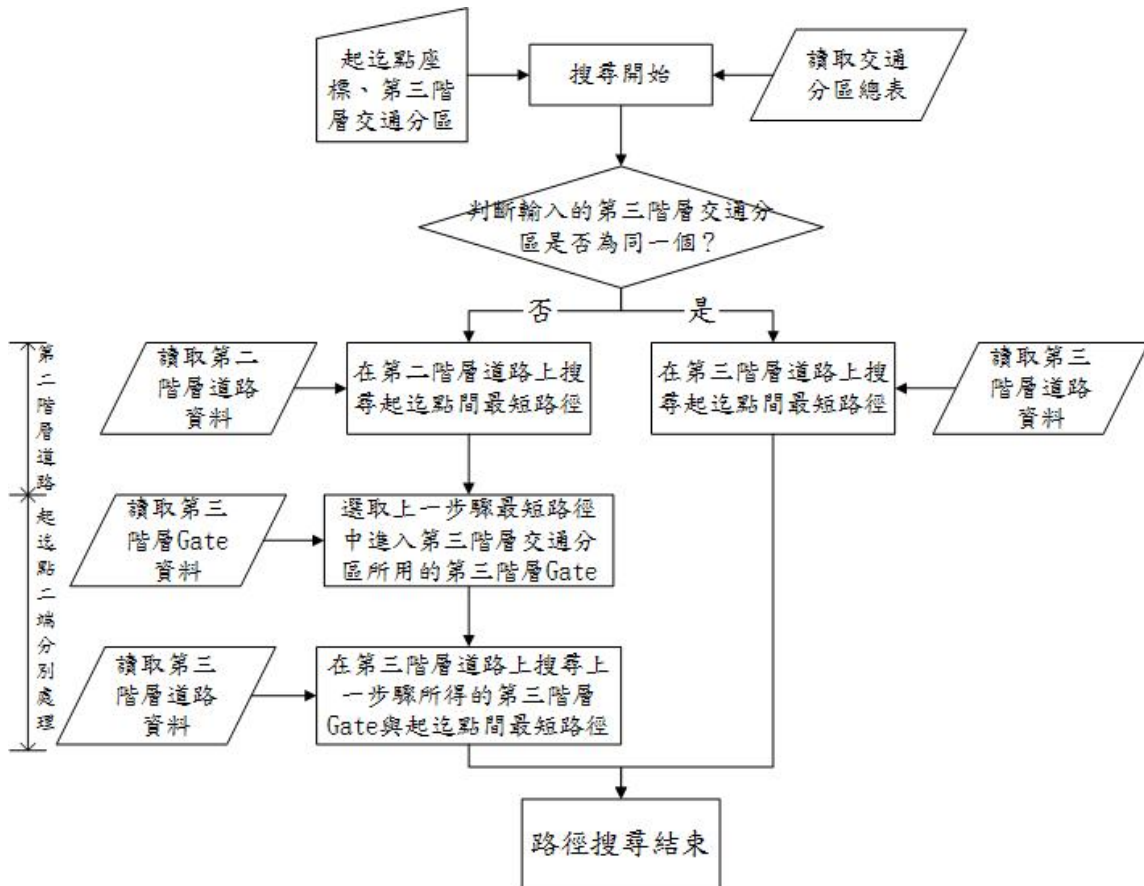 起迄點座
標、第三階
層交通分區
搜尋開始
讀取交通
分區總表
判斷輸入的第三階層交通分
區是否為同一個？
否
是
第二階層道路
讀取第二
階層道路
資料
在第二階層道路上搜
尋起迄點間最短路徑
在第三階層道路上搜
尋起迄點間最短路徑
讀取第三
階層道路
資料
起迄點二端分別處理
讀取第三
階層Gate
資料
選取上一步驟最短路徑
中進入第三階層交通分
區所用的第三階層Gate
讀取第三
階層道路
資料
在第三階層道路上搜尋上
一步驟所得的第三階層
Gate與起迄點間最短路徑
路徑搜尋結束